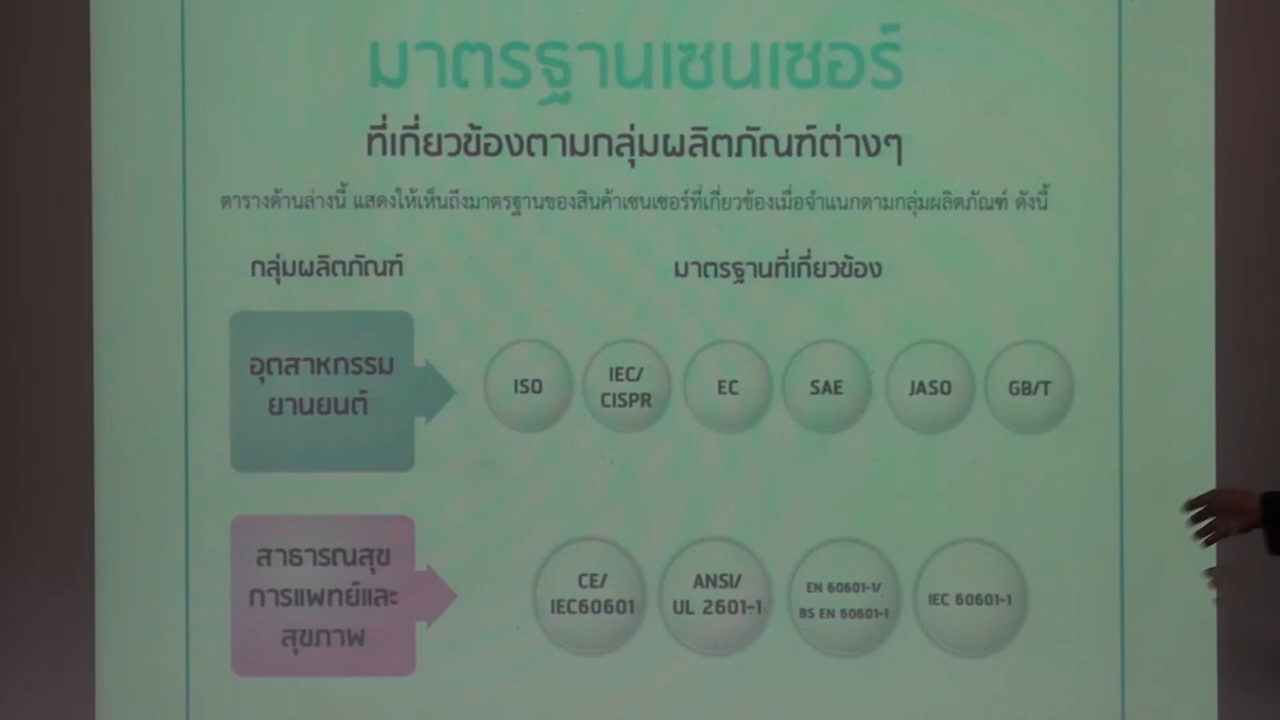 มาตรฐานเซนเซอร์
ที่เกี่ยวข้องตามกลุ่มผลิตภัณฑ์ต่างๆ
ตารางด้านล่างนี้ แสดงให้เห็นถึงมาตรฐานของสินค้าเซนเซอร์ที่เกี่ยวข้องเมื่อจำแนกตามกลุ่มผลิตภัณฑ์ ดังนี้
กลุ่มผลิตภัณฑ์
มาตรฐานที่เกี่ยวข้อง
อุตสาหกรรม
ยานยนต์
ISO
IEC/
CISPR
EC
SAE
JASO
GB/T
สาธารณสุข
การแพทย์และ
สุขภาพ
CE/
IEC60601
ANSI/
UL 2601-1
EN 60601-1/
BS EN 60601-1
IEC 60601-1